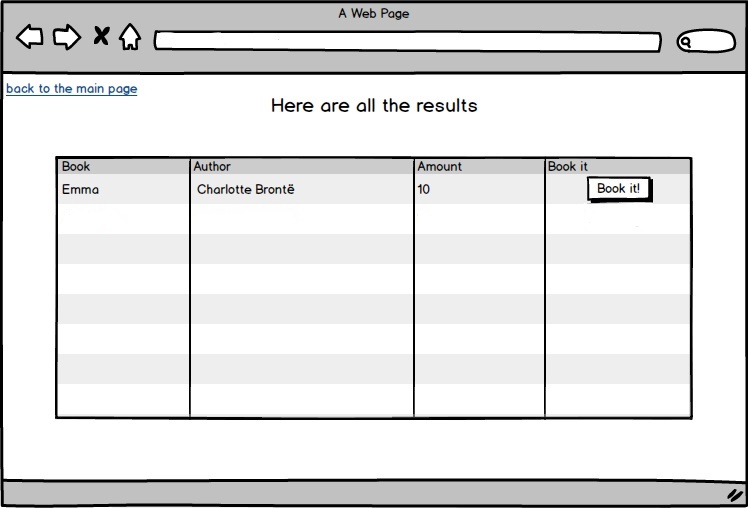 A Web Page
back to the main page
Here are all the results
Book Author Amount Book it
Emma Charlotte Brontë 10 Book it!